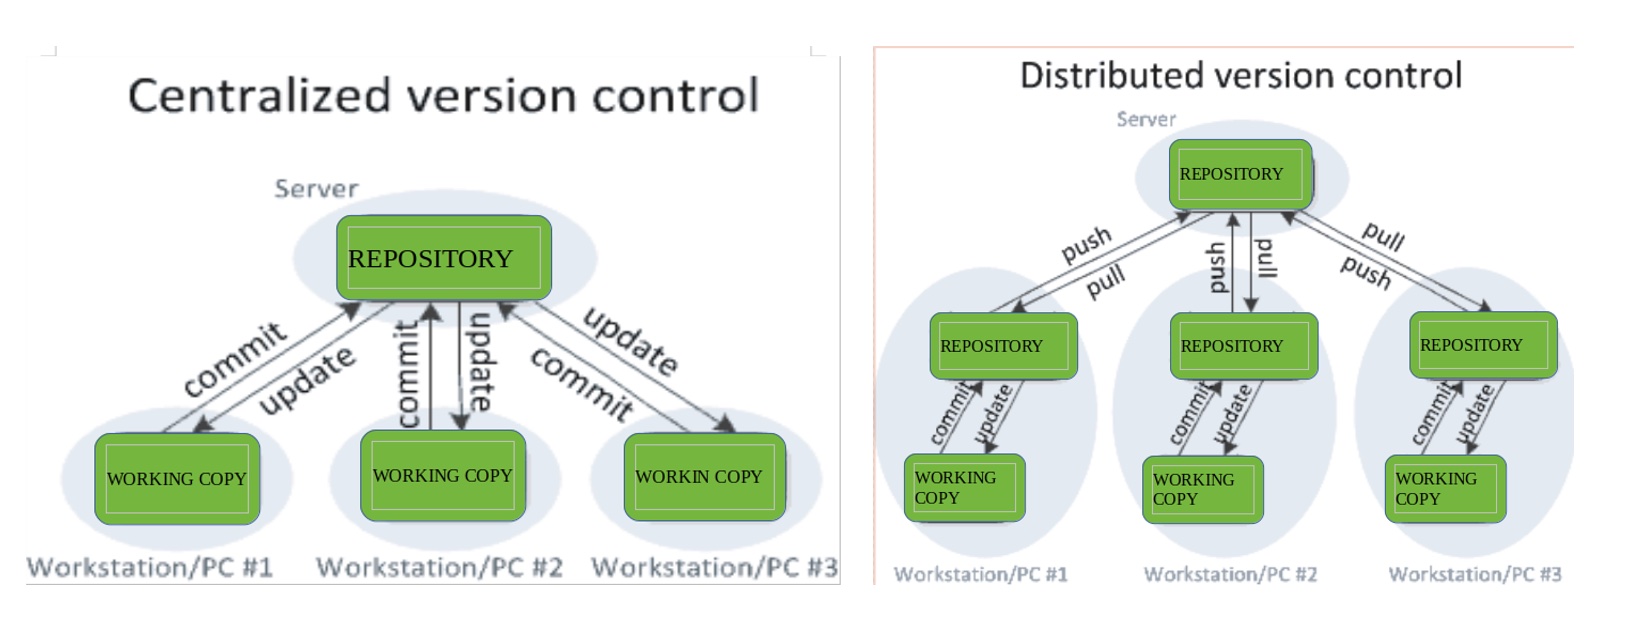 Centralized version control
Server
REPOSITORY
commit
update
commit
update
commit
update
WORKING COPY
WORKING COPY
WORKIN COPY
Workstation/PC #1
Workstation/PC #2
Workstation/PC #3
Distributed version control
Server
REPOSITORY
push
pull
push
pull
push
pull
REPOSITORY
REPOSITORY
REPOSITORY
commit
update
commit
update
commit
update
WORKING
COPY
WORKING
COPY
WORKING
COPY
Workstation/PC #1
Workstation/PC #2
Workstation/PC #3